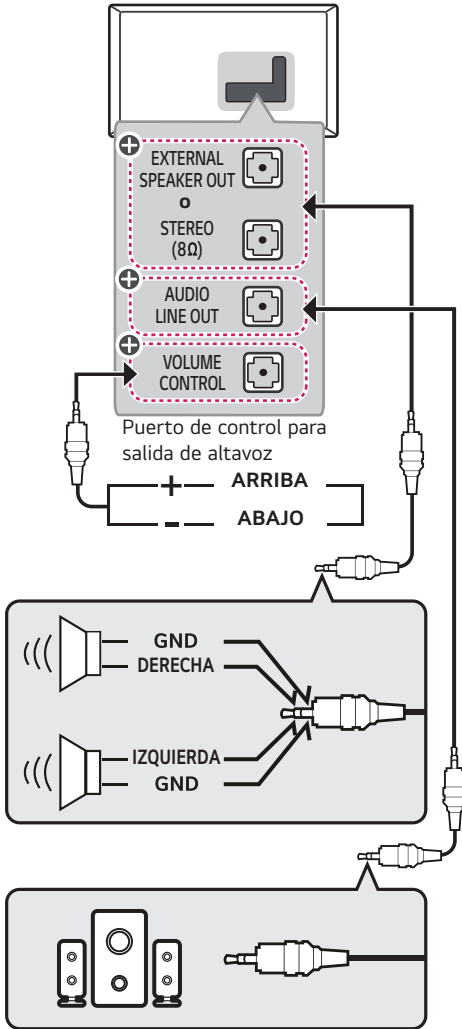 EXTERNAL
SPEAKER OUT
o
STEREO
(8Ω)
AUDIO
LINE OUT
VOLUME
CONTROL
Puerto de control para
salida de altavoz
+ ARRIBA
- ABAJO
GND
DERECHA
IZQUIERDA
GND